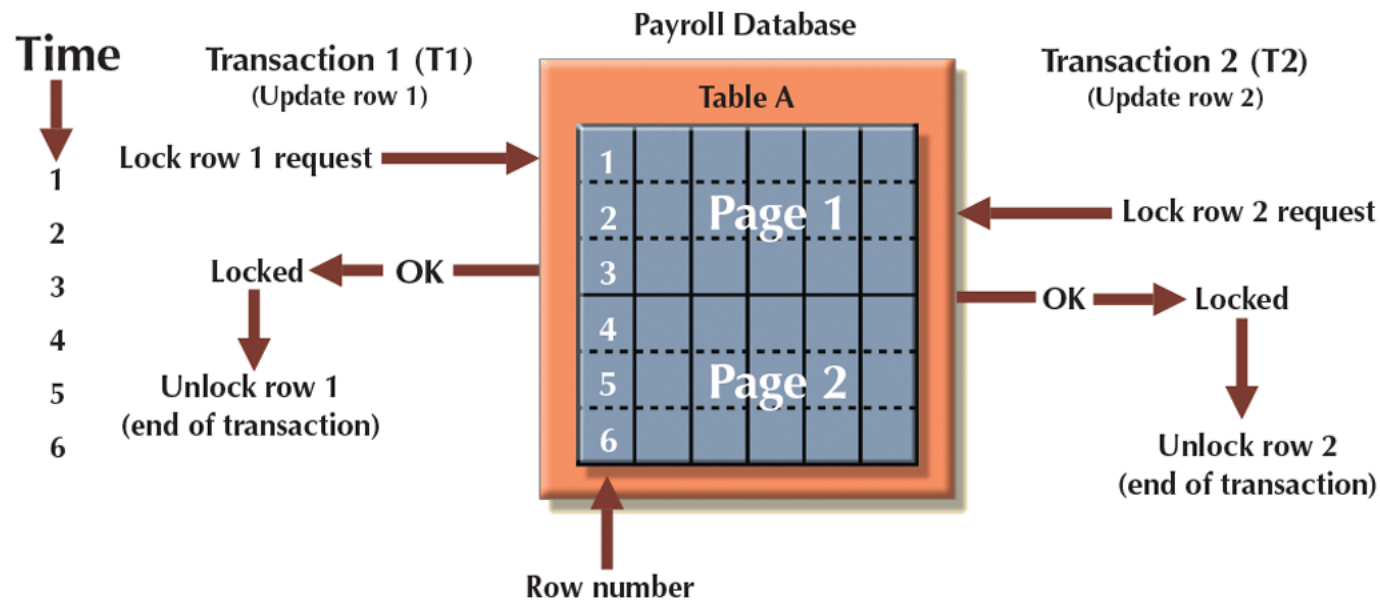 Payroll Database
Time
Transaction 1 (T1)
(Update row 1)
Table A
Transaction 2 (T2)
(Update row 2)
Lock row 1 request
Lock row 2 request
1
2
3
4
5
6
Locked
OK
Unlock row 1
(end of transaction)
1
2
3
4
5
6
Page 1
Page 2
OK
Locked
Unlock row 2
(end of transaction)
Row number